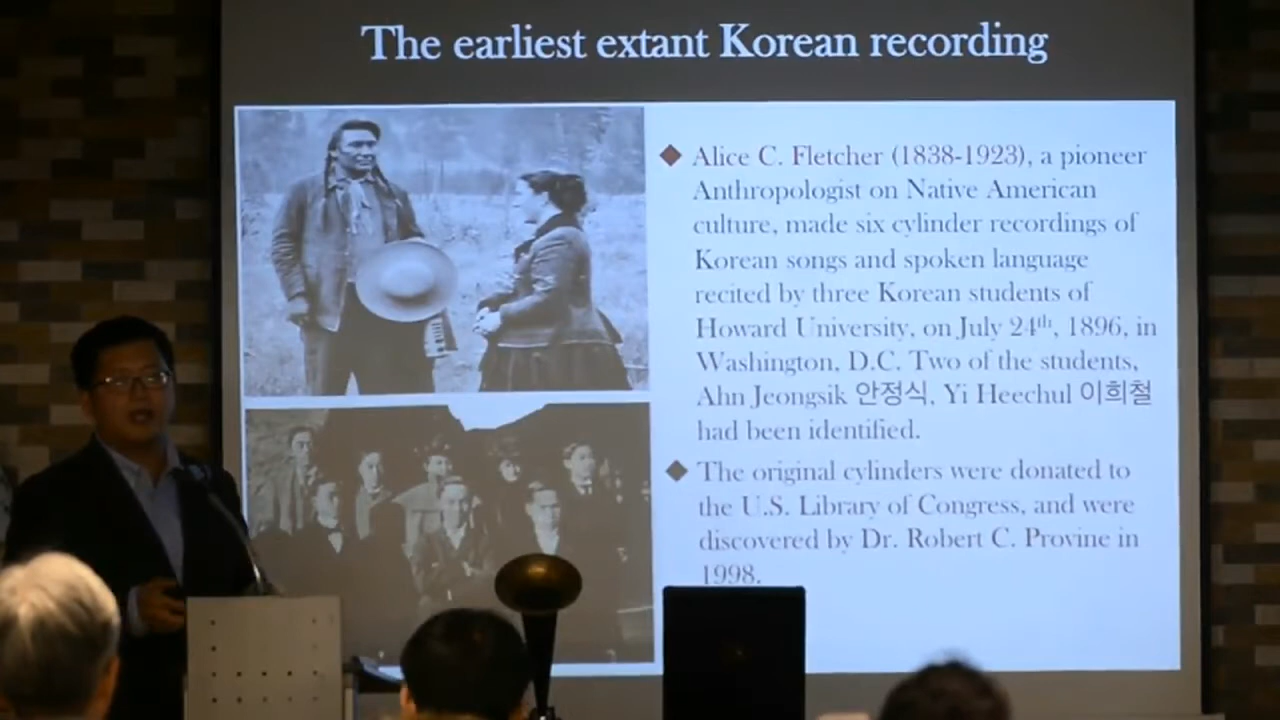 The earliest extant Korean recording
Alice C. Fletcher (1838-1923), a pioneer
Anthropologist on Native American
culture, made six cylinder recordings of
Korean songs and spoken language
recited by three Korean students of
Howard University, on July 24th, 1896, in
Washington, D.C. Two of the students,
Ahn Jeongsik 안정식, Yi Heechul 이희철
had been identified.
The original cylinders were donated to
the U.S. Library of Congress, and were
discovered by Dr. Robert C. Provine in
1998.